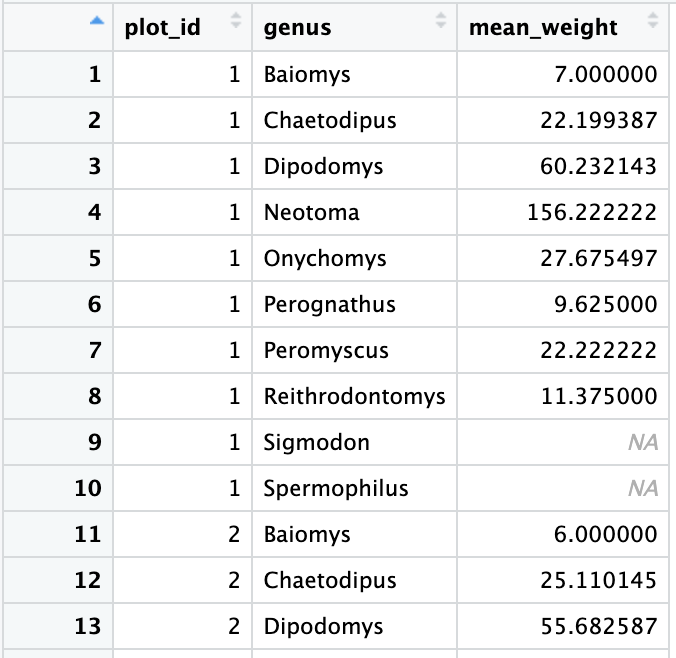 plot_id genus mean_weight
1 1 Baiomys 7.000000
2 1 Chaetodipus 22.199387
3 1 Dipodomys 60.232143
4 1 Neotoma 156.222222
5 1 Onychomys 27.675497
6 1 Perognathus 9.625000
7 1 Peromyscus 22.222222
8 1 Reithrodontomys 11.375000
9 1 Sigmodon NA
10 1 Spermophilus NA
11 2 Baiomys 6.000000
12 2 Chaetodipus 25.110145
13 2 Dipodomys 55.682587